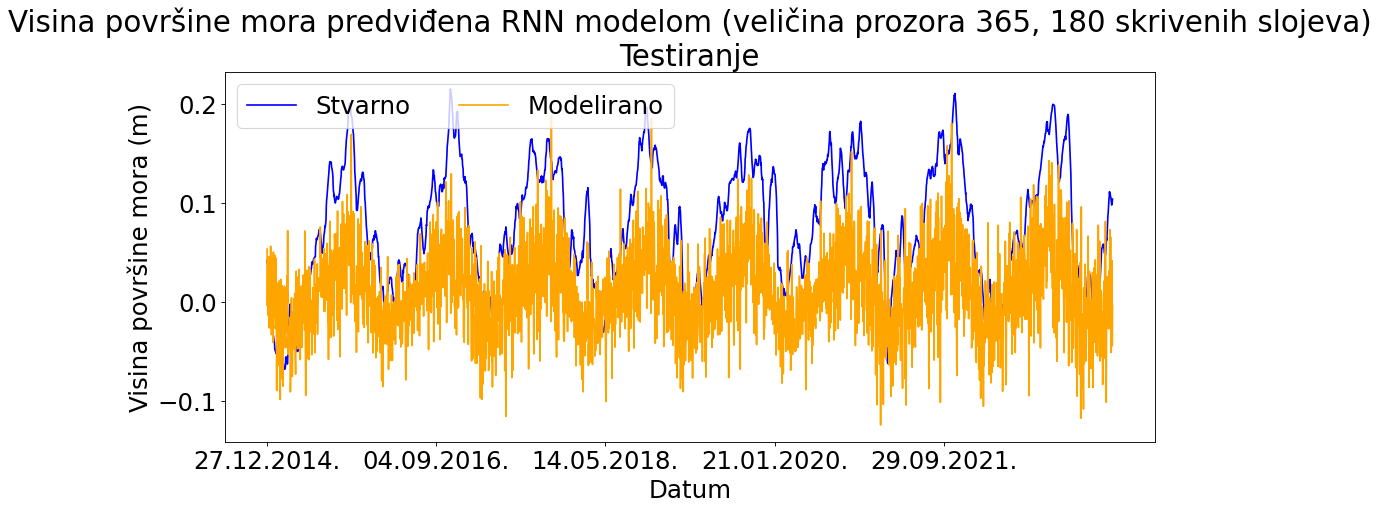 Visina površine mora predviđena RNN modelom (veličina prozora 365, 180 skrivenih slojeva)
Testiranje
Stvarno Modelirano
Visina površine mora (m)
0.2
0.1
0.0
−0.1
27.12.2014. 04.09.2016. 14.05.2018. 21.01.2020. 29.09.2021.
Datum